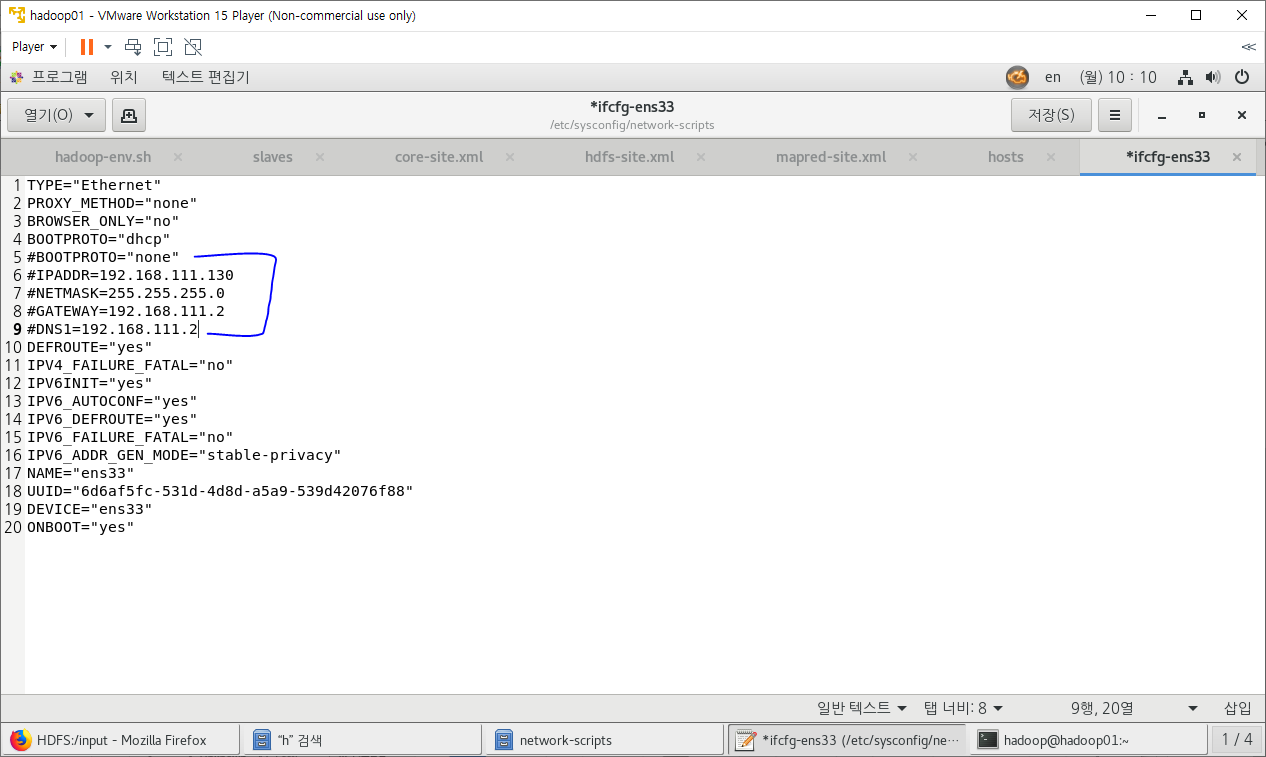 hadoop01 - VMware Workstation 15 Player (Non-commercial use only)
Player
프로그램 위치 텍스트 편집기 en (월) 10 : 10
열기(O) *ifcfg-ens33 저장(S)
/etc/sysconfig/network-scripts
hadoop-env.sh slaves core-site.xml hdfs-site.xml mapred-site.xml hosts *ifcfg-ens33
1 TYPE="Ethernet"
2 PROXY_METHOD="none"
3 BROWSER_ONLY="no"
4 BOOTPROTO="dhcp"
5 #BOOTPROTO="none"
6 #IPADDR=192.168.111.130
7 #NETMASK=255.255.255.0
8 #GATEWAY=192.168.111.2
9 #DNS1=192.168.111.2
10 DEFROUTE="yes"
11 IPV4_FAILURE_FATAL="no"
12 IPV6INIT="yes"
13 IPV6_AUTOCONF="yes"
14 IPV6_DEFROUTE="yes"
15 IPV6_FAILURE_FATAL="no"
16 IPV6_ADDR_GEN_MODE="stable-privacy"
17 NAME="ens33"
18 UUID="6d6af5fc-531d-4d8d-a5a9-539d42076f88"
19 DEVICE="ens33"
20 ONBOOT="yes"
일반 텍스트 탭 너비: 8 9행, 20열 삽입
HDFS:/input - Mozilla Firefox "h" 검색 network-scripts *ifcfg-ens33 (/etc/sysconfig/ne… hadoop@hadoop01:~ 1 / 4